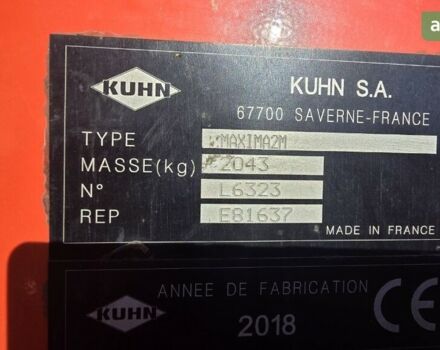 KUHN
KUHN S.A.
67700 SAVERNE-FRANCE
TYPE MAXIMA2M
MASSE(kg) 2043
N° L6323
REP E81637
MADE IN FRANCE
KUHN
ANNEE DE FABRICATION
2018
CE